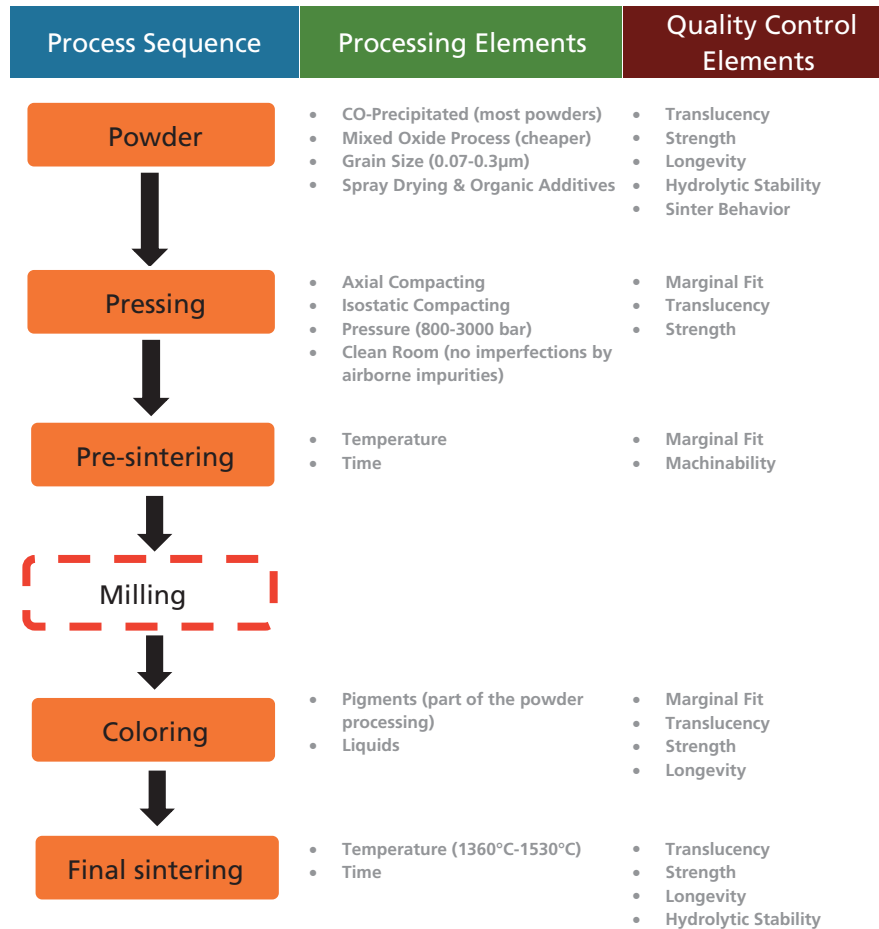 Process Sequence
Processing Elements
Quality Control
Elements
Powder
• CO-Precipitated (most powders)
• Mixed Oxide Process (cheaper)
• Grain Size (0.07-0.3µm)
• Spray Drying & Organic Additives
• Translucency
• Strength
• Longevity
• Hydrolytic Stability
• Sinter Behavior
Pressing
• Axial Compacting
• Isostatic Compacting
• Pressure (800-3000 bar)
• Clean Room (no imperfections by
airborne impurities)
• Marginal Fit
• Translucency
• Strength
Pre-sintering
• Temperature
• Time
• Marginal Fit
• Machinability
Milling
Coloring
• Pigments (part of the powder
processing)
• Liquids
• Marginal Fit
• Translucency
• Strength
• Longevity
Final sintering
• Temperature (1360°C-1530°C)
• Time
• Translucency
• Strength
• Longevity
• Hydrolytic Stability